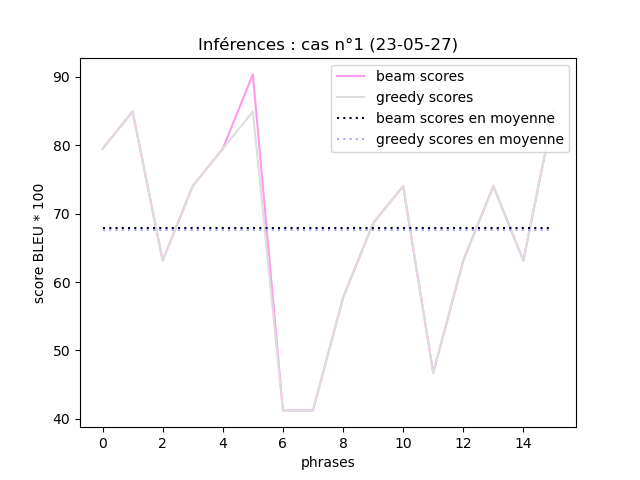 Inférences : cas n°1 (23-05-27)
beam scores
greedy scores
beam scores en moyenne
greedy scores en moyenne
score BLEU * 100
90
80
70
60
50
40
0 2 4 6 8 10 12 14
phrases